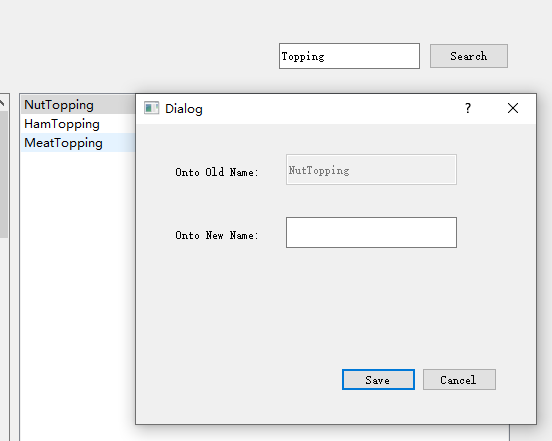 Topping
Search
NutTopping
HamTopping
MeatTopping
Dialog
?
Onto Old Name:
NutTopping
Onto New Name:
Save
Cancel